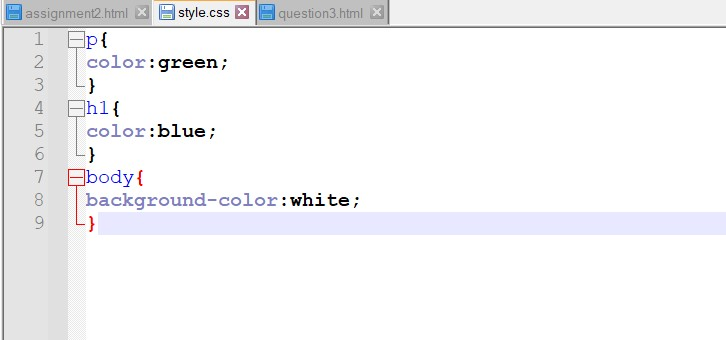 assignment2.html style.css question3.html
1 p{
2 color:green;
3 }
4 h1{
5 color:blue;
6 }
7 body{
8 background-color:white;
9 }